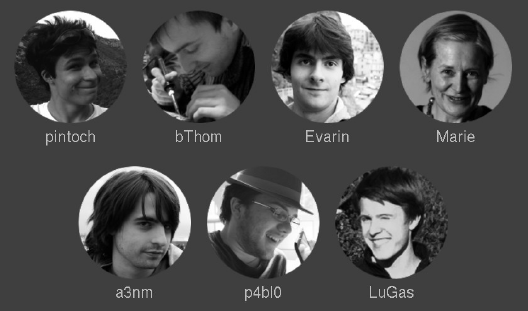 pintoch
bThom
Evarin
Marie
a3nm
p4bl0
LuGas